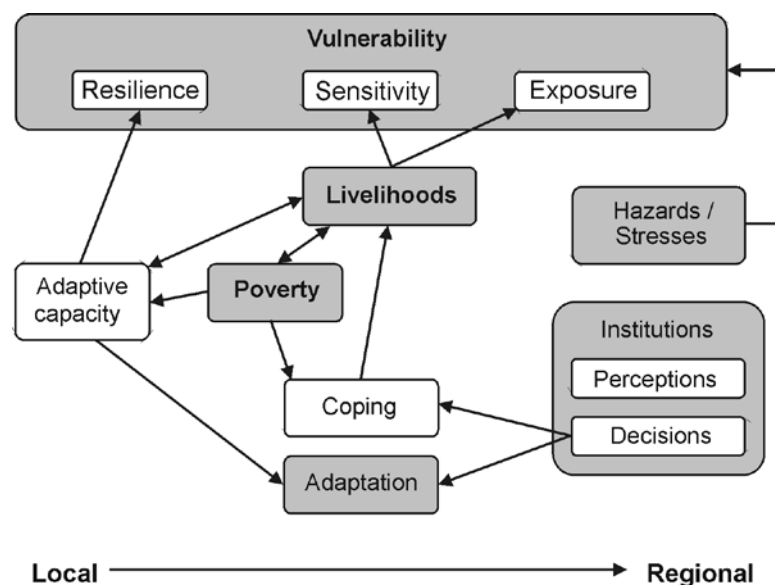 Vulnerability
Resilience
Sensitivity
Exposure
Livelihoods
Hazards /
Stresses
Adaptive
capacity
Poverty
Institutions
Perceptions
Coping
Decisions
Adaptation
Local
Regional